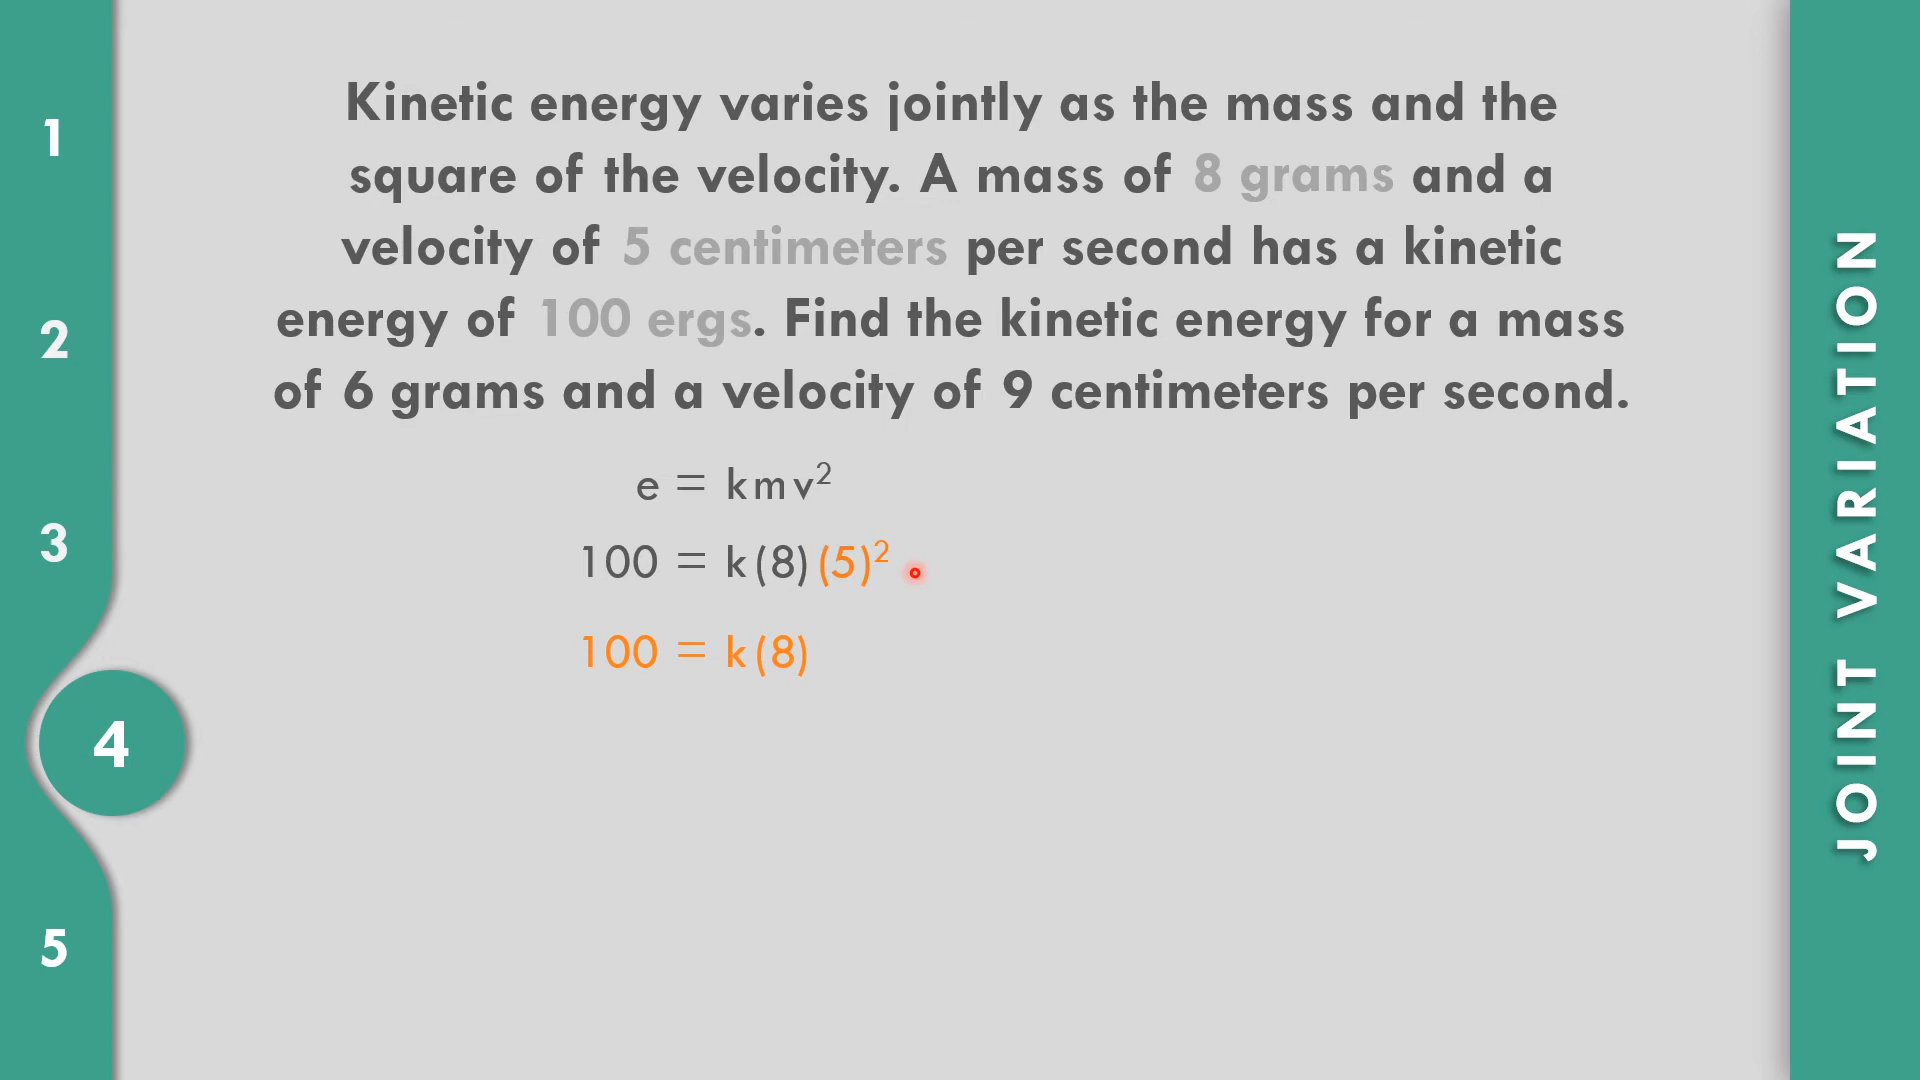 1
2
3
4
5
Kinetic energy varies jointly as the mass and the
square of the velocity. A mass of 8 grams and a
velocity of 5 centimeters per second has a kinetic
energy of 100 ergs. Find the kinetic energy for a mass
of 6 grams and a velocity of 9 centimeters per second.
e = kmv²
100 = k(8)(5)²
100 = k(8)
JOINT VARIATION